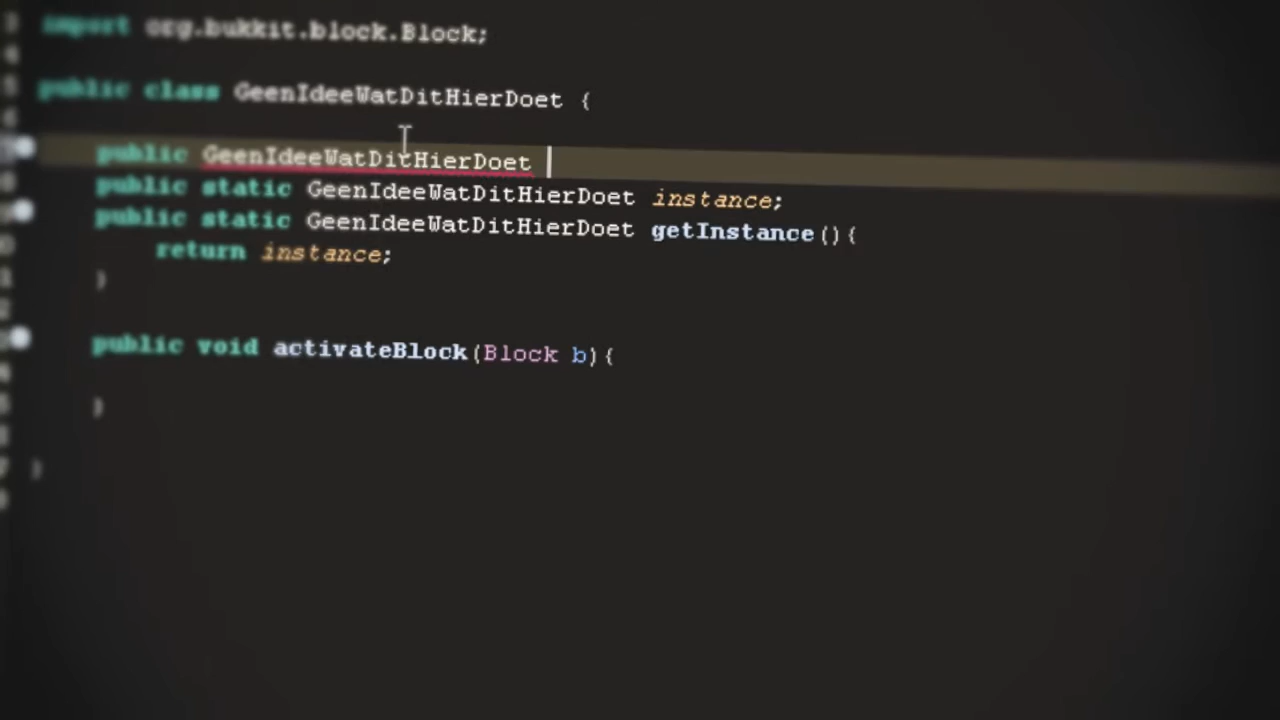 import org.bukkit.block.Block;
public class GeenIdeeWatDitHierDoet {
public GeenIdeeWatDitHierDoet
public static GeenIdeeWatDitHierDoet instance;
public static GeenIdeeWatDitHierDoet getInstance(){
return instance;
}
public void activateBlock(Block b){
}
}